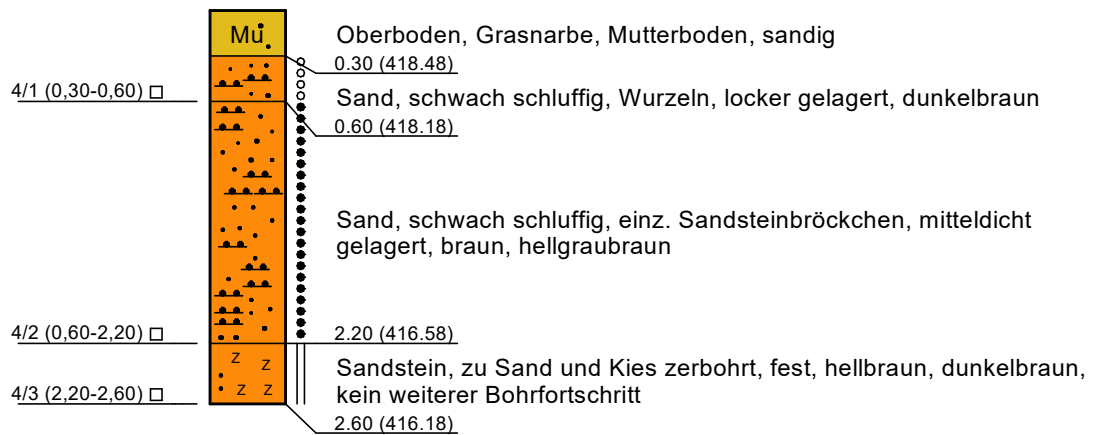 Mu
Oberboden, Grasnarbe, Mutterboden, sandig
0.30 (418.48)
4/1 (0,30-0,60)
Sand, schwach schluffig, Wurzeln, locker gelagert, dunkelbraun
0.60 (418.18)
Sand, schwach schluffig, einz. Sandsteinbröckchen, mitteldicht
gelagert, braun, hellgraubraun
4/2 (0,60-2,20)
2.20 (416.58)
z
z
z z
Sandstein, zu Sand und Kies zerbohrt, fest, hellbraun, dunkelbraun,
kein weiterer Bohrfortschritt
4/3 (2,20-2,60)
2.60 (416.18)